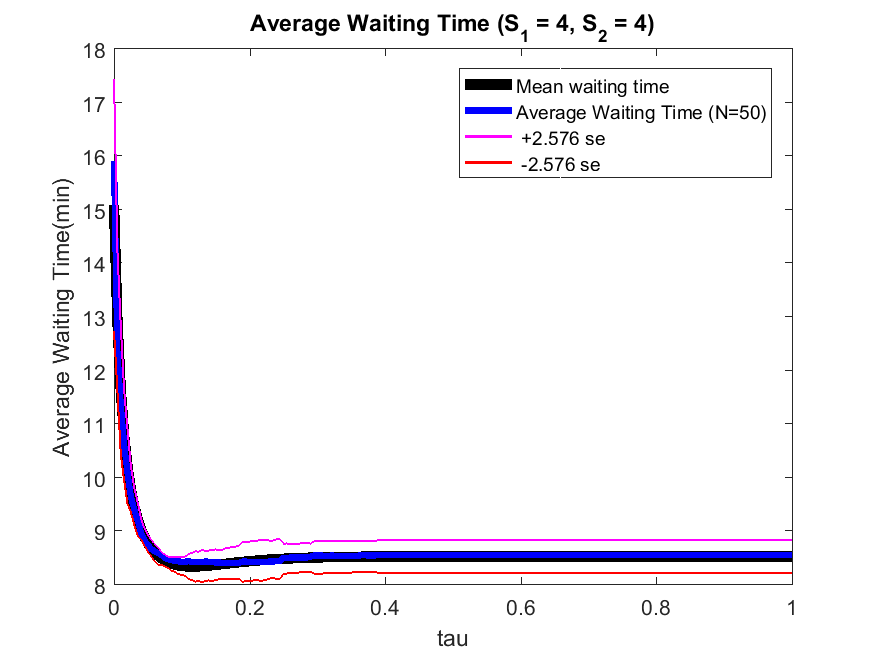 Average Waiting Time (S1 = 4, S2 = 4)
18
17
16
15
14
13
12
11
10
9
8
Average Waiting Time(min)
Mean waiting time
Average Waiting Time (N=50)
+2.576 se
-2.576 se
0
0.2
0.4
0.6
0.8
1
tau